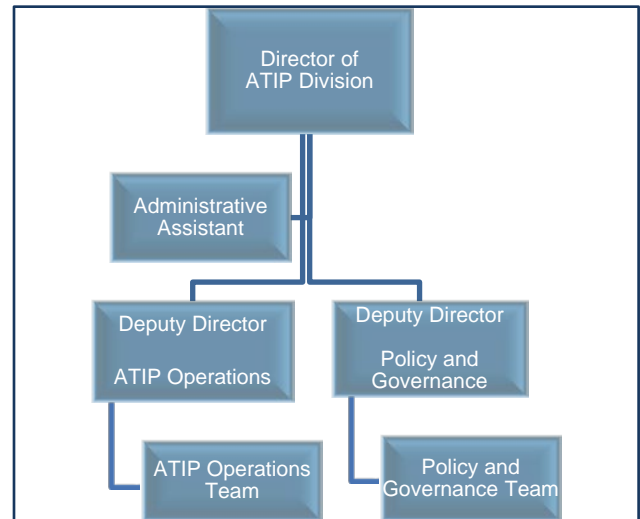 Director of
ATIP Division
Administrative
Assistant
Deputy Director
ATIP Operations
Deputy Director
Policy and
Governance
ATIP Operations
Team
Policy and
Governance Team